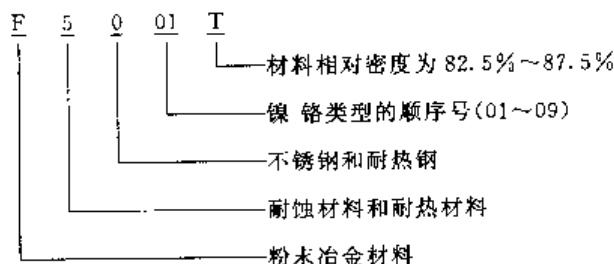 F 5 0 01 T
材料相对密度为 82.5%～87.5%
镍 铬类型的顺序号(01～09)
不锈钢和耐热钢
耐蚀材料和耐热材料
粉末冶金材料